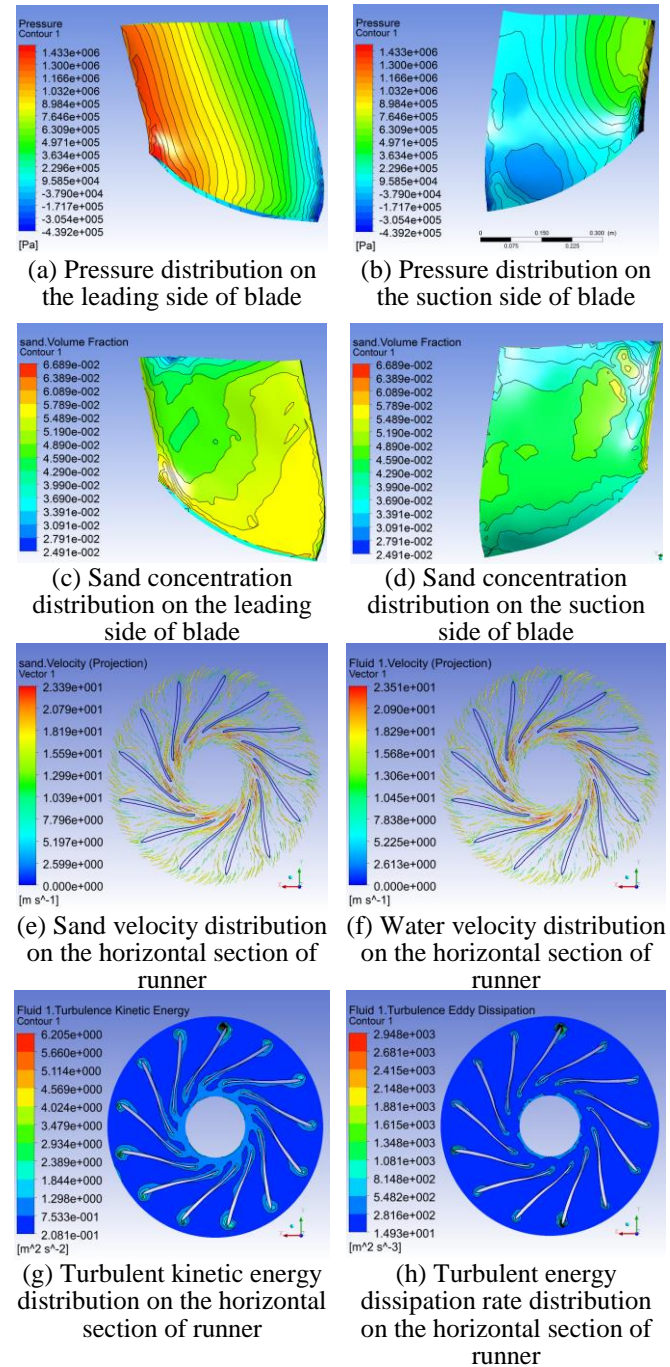 Pressure
Contour 1
1.433e+006
1.300e+006
1.166e+006
1.032e+006
8.984e+005
7.646e+005
6.309e+005
4.971e+005
3.634e+005
2.296e+005
9.585e+004
-3.790e+004
-1.717e+005
-3.054e+005
-4.392e+005
[Pa]
(a) Pressure distribution on
the leading side of blade
Pressure
Contour 1
1.433e+006
1.300e+006
1.166e+006
1.032e+006
8.984e+005
7.646e+005
6.309e+005
4.971e+005
3.634e+005
2.296e+005
9.585e+004
-3.790e+004
-1.717e+005
-3.054e+005
-4.392e+005
[Pa]
0 0.150 0.300 (m)
0.075 0.225
(b) Pressure distribution on
the suction side of blade
sand.Volume Fraction
Contour 1
6.689e-002
6.389e-002
6.089e-002
5.789e-002
5.489e-002
5.190e-002
4.890e-002
4.590e-002
4.290e-002
3.990e-002
3.690e-002
3.391e-002
3.091e-002
2.791e-002
2.491e-002
(c) Sand concentration
distribution on the leading
side of blade
sand.Volume Fraction
Contour 1
6.689e-002
6.389e-002
6.089e-002
5.789e-002
5.489e-002
5.190e-002
4.890e-002
4.590e-002
4.290e-002
3.990e-002
3.690e-002
3.391e-002
3.091e-002
2.791e-002
2.491e-002
(d) Sand concentration
distribution on the suction
side of blade
sand.Velocity (Projection)
Vector 1
2.339e+001
2.079e+001
1.819e+001
1.559e+001
1.299e+001
1.039e+001
7.796e+000
5.197e+000
2.599e+000
0.000e+000
[m s^-1]
(e) Sand velocity distribution
on the horizontal section of
runner
Fluid 1.Velocity (Projection)
Vector 1
2.351e+001
2.090e+001
1.829e+001
1.568e+001
1.306e+001
1.045e+001
7.838e+000
5.225e+000
2.613e+000
0.000e+000
[m s^-1]
(f) Water velocity distribution
on the horizontal section of
runner
Fluid 1.Turbulence Kinetic Energy
Contour 1
6.205e+000
5.660e+000
5.114e+000
4.569e+000
4.024e+000
3.479e+000
2.934e+000
2.389e+000
1.844e+000
1.298e+000
7.533e-001
2.081e-001
[m^2 s^-2]
(g) Turbulent kinetic energy
distribution on the horizontal
section of runner
Fluid 1.Turbulence Eddy Dissipation
Contour 1
2.948e+003
2.681e+003
2.415e+003
2.148e+003
1.881e+003
1.615e+003
1.348e+003
1.081e+003
8.148e+002
5.482e+002
2.816e+002
1.493e+001
[m^2 s^-3]
(h) Turbulent energy
dissipation rate distribution
on the horizontal section of
runner